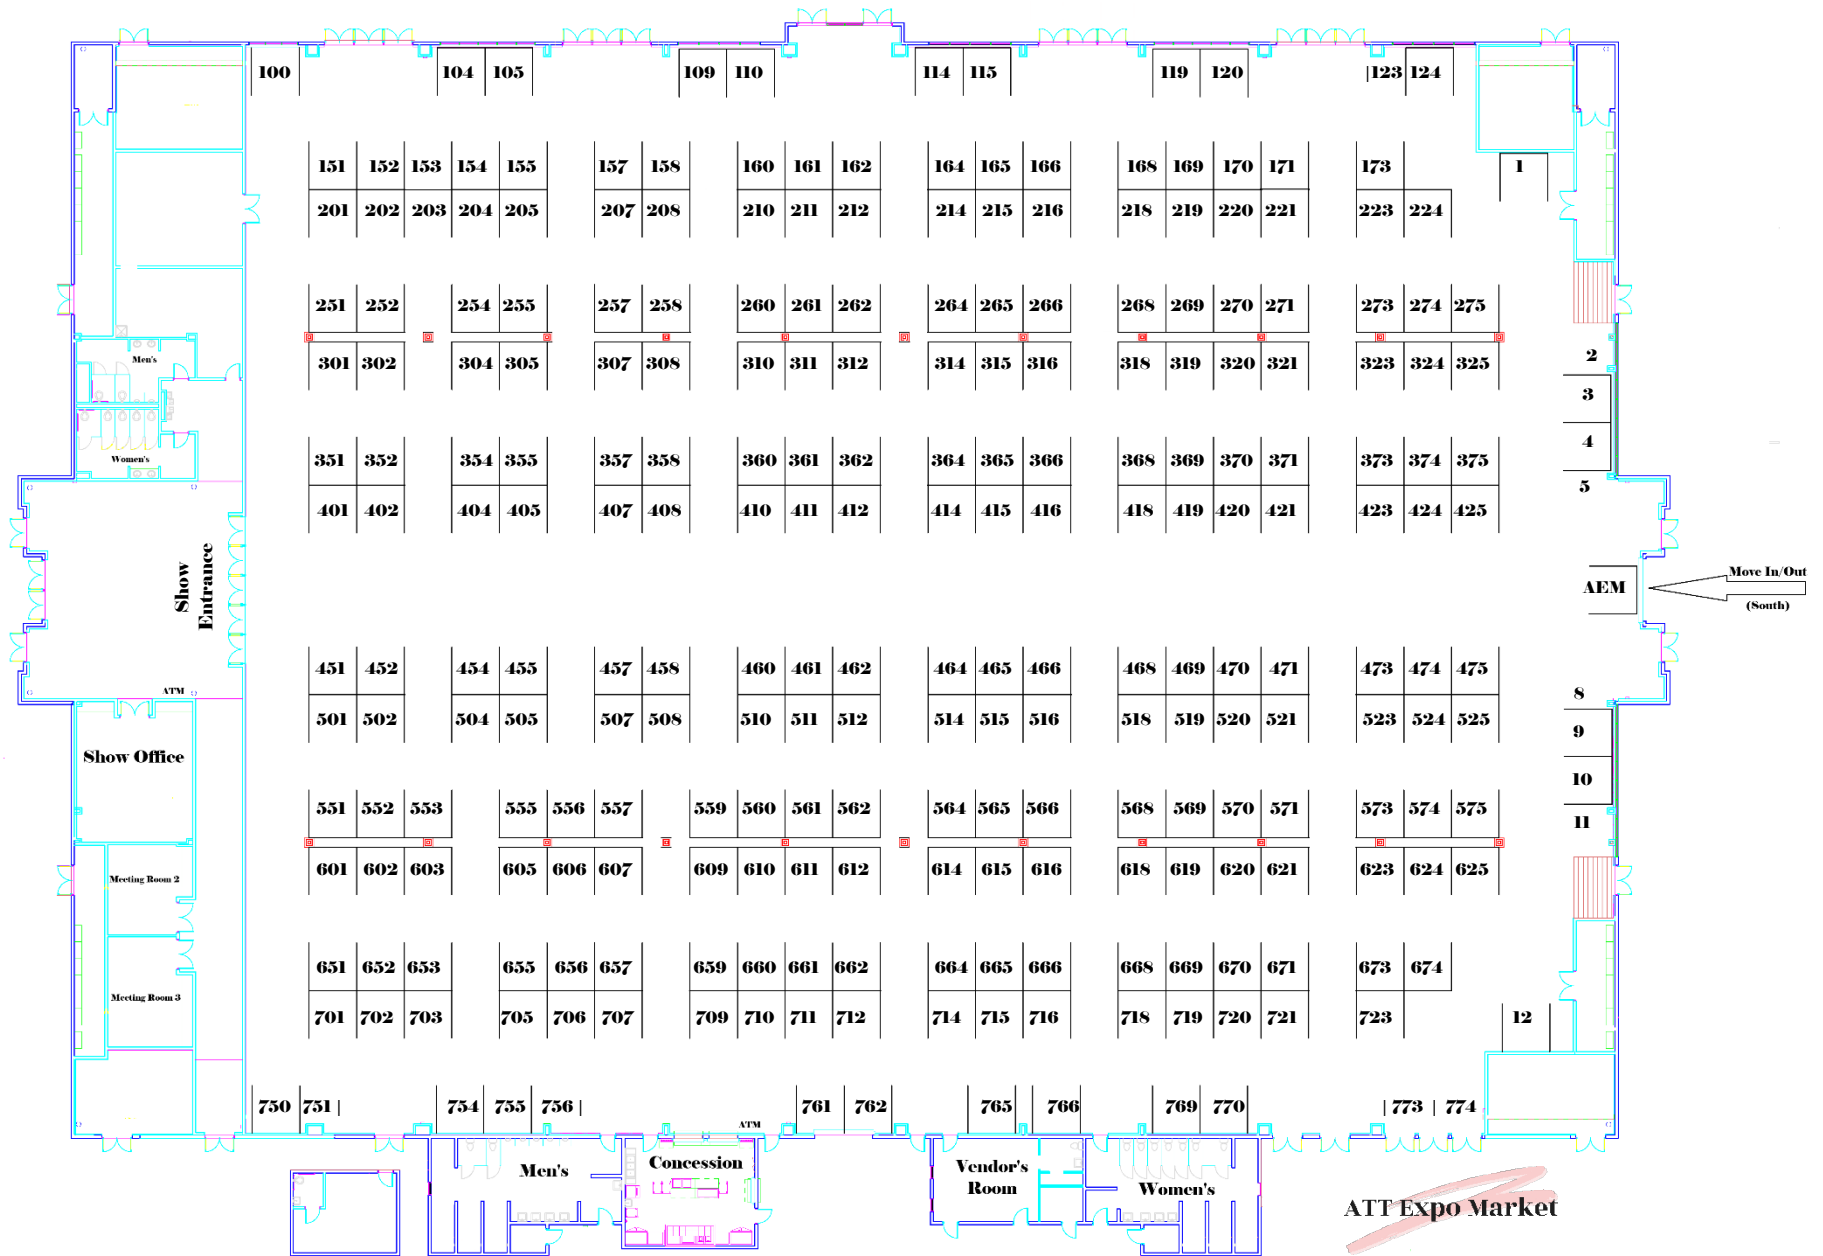 100 104 105 109 110 114 115 119 120 123 124
151 152 153 154 155 157 158 160 161 162 164 165 166 168 169 170 171 173 1
201 202 203 204 205 207 208 210 211 212 214 215 216 218 219 220 221 223 224
251 252 254 255 257 258 260 261 262 264 265 266 268 269 270 271 273 274 275
Men's
301 302 304 305 307 308 310 311 312 314 315 316 318 319 320 321 323 324 325
2
3
4
Women's
351 352 354 355 357 358 360 361 362 364 365 366 368 369 370 371 373 374 375
5
401 402 404 405 407 408 410 411 412 414 415 416 418 419 420 421 423 424 425
Show
Entrance
AEM
Move In/Out
(South)
451 452 454 455 457 458 460 461 462 464 465 466 468 469 470 471 473 474 475
ATM
8
501 502 504 505 507 508 510 511 512 514 515 516 518 519 520 521 523 524 525
9
Show Office
10
551 552 553 555 556 557 559 560 561 562 564 565 566 568 569 570 571 573 574 575
11
601 602 603 605 606 607 609 610 611 612 614 615 616 618 619 620 621 623 624 625
Meeting Room 2
651 652 653 655 656 657 659 660 661 662 664 665 666 668 669 670 671 673 674
Meeting Room 3
701 702 703 705 706 707 709 710 711 712 714 715 716 718 719 720 721 723 12
750 751 754 755 756 761 762 765 766 769 770 773 774
ATM
Men's
Concession
Vendor's
Room
Women's
ATT Expo Market